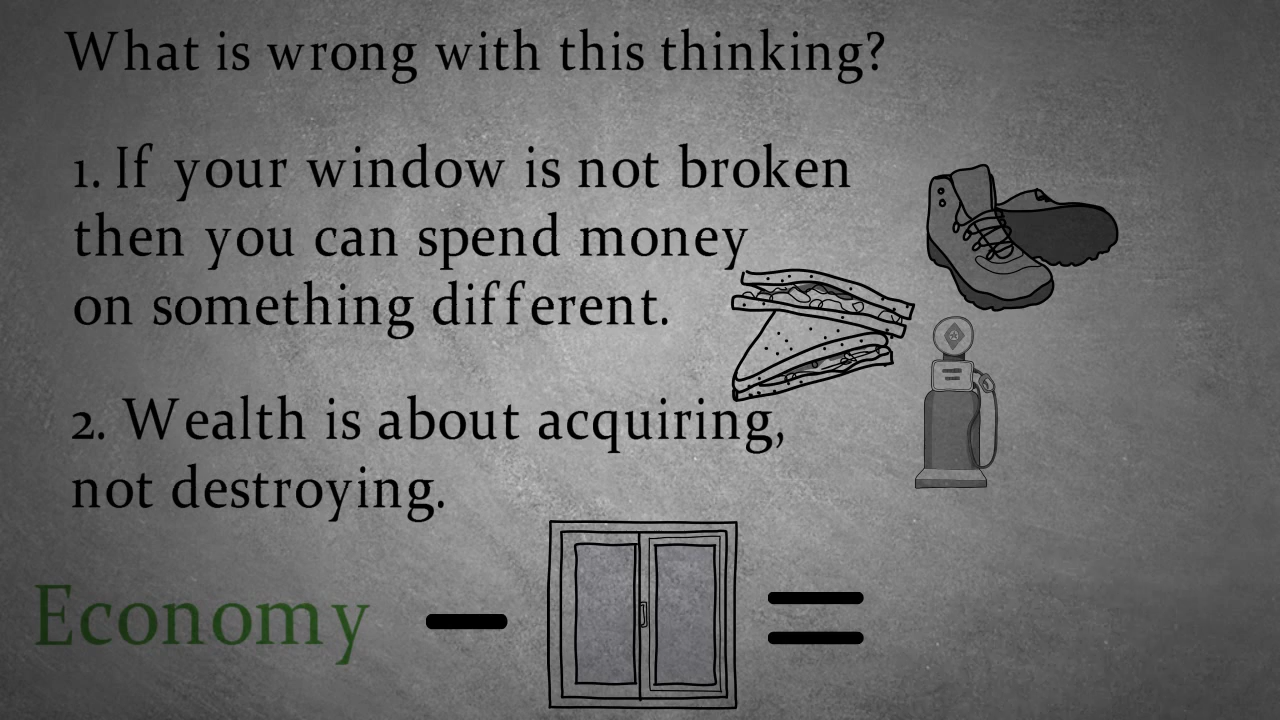 What is wrong with this thinking?
1. If your window is not broken
then you can spend money
on something different.
2. Wealth is about acquiring,
not destroying.
Economy - =